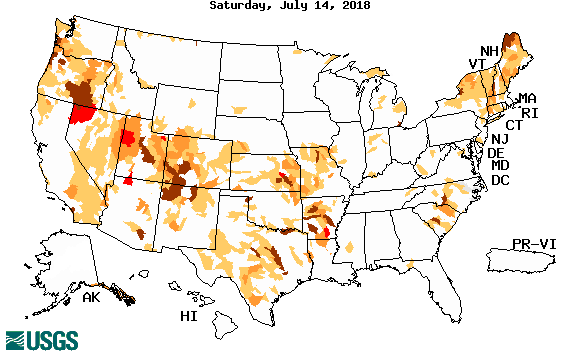 Saturday, July 14, 2018
NH
VT
MA
RI
CT
NJ
DE
MD
DC
PR-VI
AK
HI
USGS